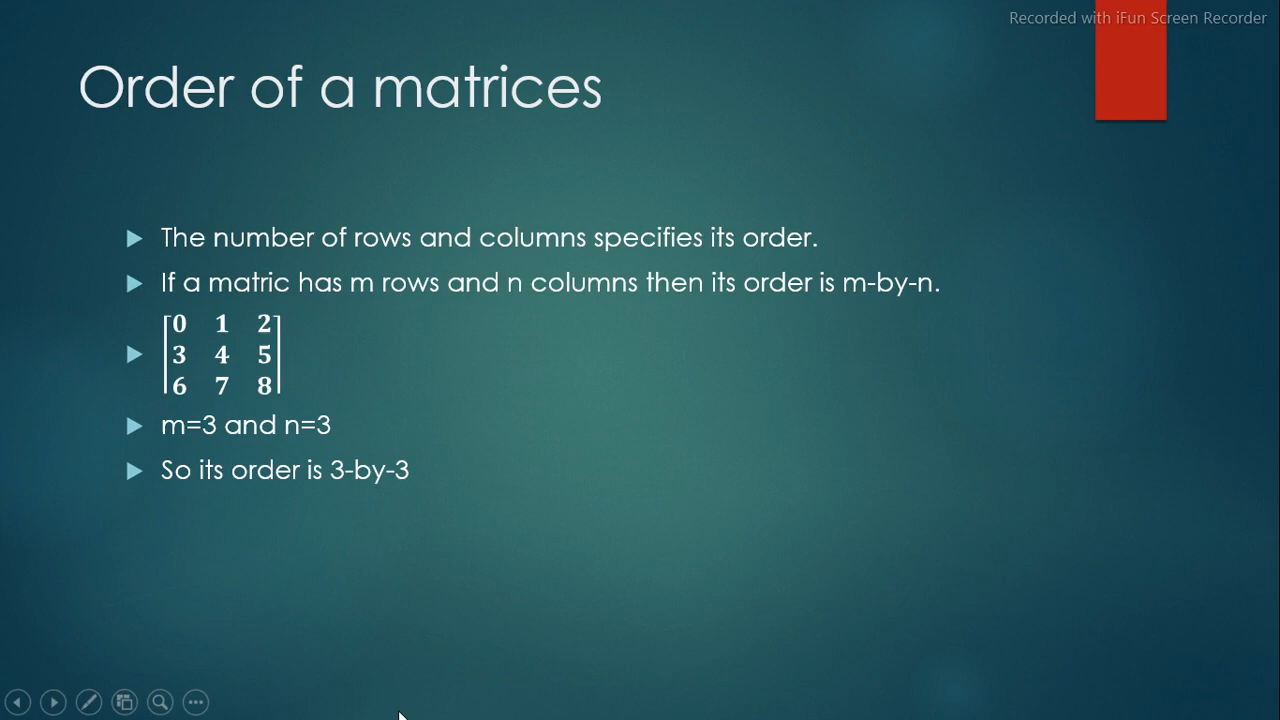 Recorded with iFun Screen Recorder
Order of a matrices
The number of rows and columns specifies its order.
If a matric has m rows and n columns then its order is m-by-n.
0 1 2
3 4 5
6 7 8
m=3 and n=3
So its order is 3-by-3